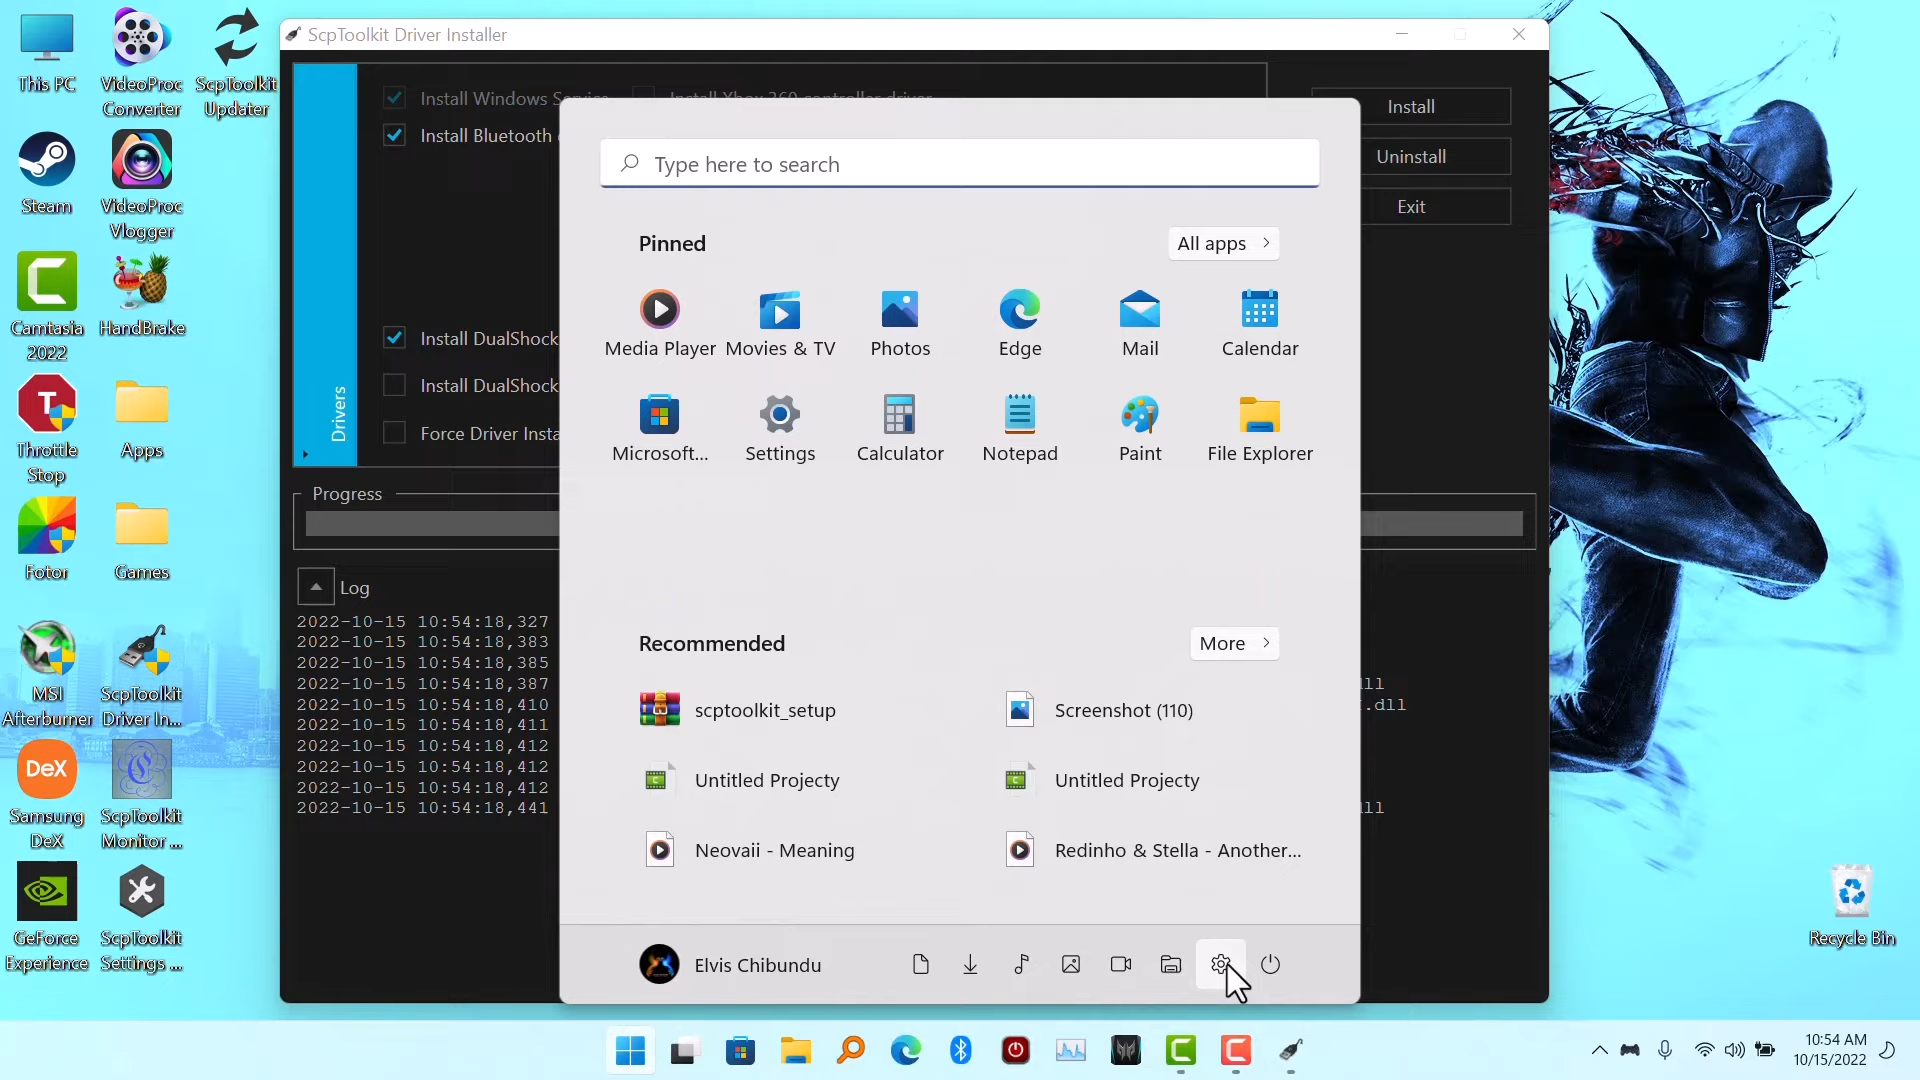 This PC
VideoProc
Converter
ScpToolkit
Updater
Steam
VideoProc
Vlogger
Camtasia
2022
HandBrake
Throttle
Stop
Apps
Fotor
Games
MSI
Afterburner
ScpToolkit
Driver In...
DeX
Samsung
DeX
ScpToolkit
Monitor ...
GeForce
Experience
ScpToolkit
Settings ...
ScpToolkit Driver Installer
Install Windows Service
Install Xbox 360 controller driver
Install Bluetooth
Install DualShock
Install DualShock
Force Driver Insta
Drivers
Install
Uninstall
Exit
Progress
Log
2022-10-15 10:54:18,327
2022-10-15 10:54:18,383
2022-10-15 10:54:18,385
2022-10-15 10:54:18,387
ll
2022-10-15 10:54:18,410
.dll
2022-10-15 10:54:18,411
2022-10-15 10:54:18,412
2022-10-15 10:54:18,412
2022-10-15 10:54:18,412
2022-10-15 10:54:18,441
ll
Type here to search
Pinned
All apps
Media Player
Movies & TV
Photos
Edge
Mail
Calendar
Microsoft...
Settings
Calculator
Notepad
Paint
File Explorer
Recommended
More
scptoolkit_setup
Screenshot (110)
Untitled Projecty
Untitled Projecty
Neovaii - Meaning
Redinho & Stella - Another...
Elvis Chibundu
Recycle Bin
10:54 AM
10/15/2022